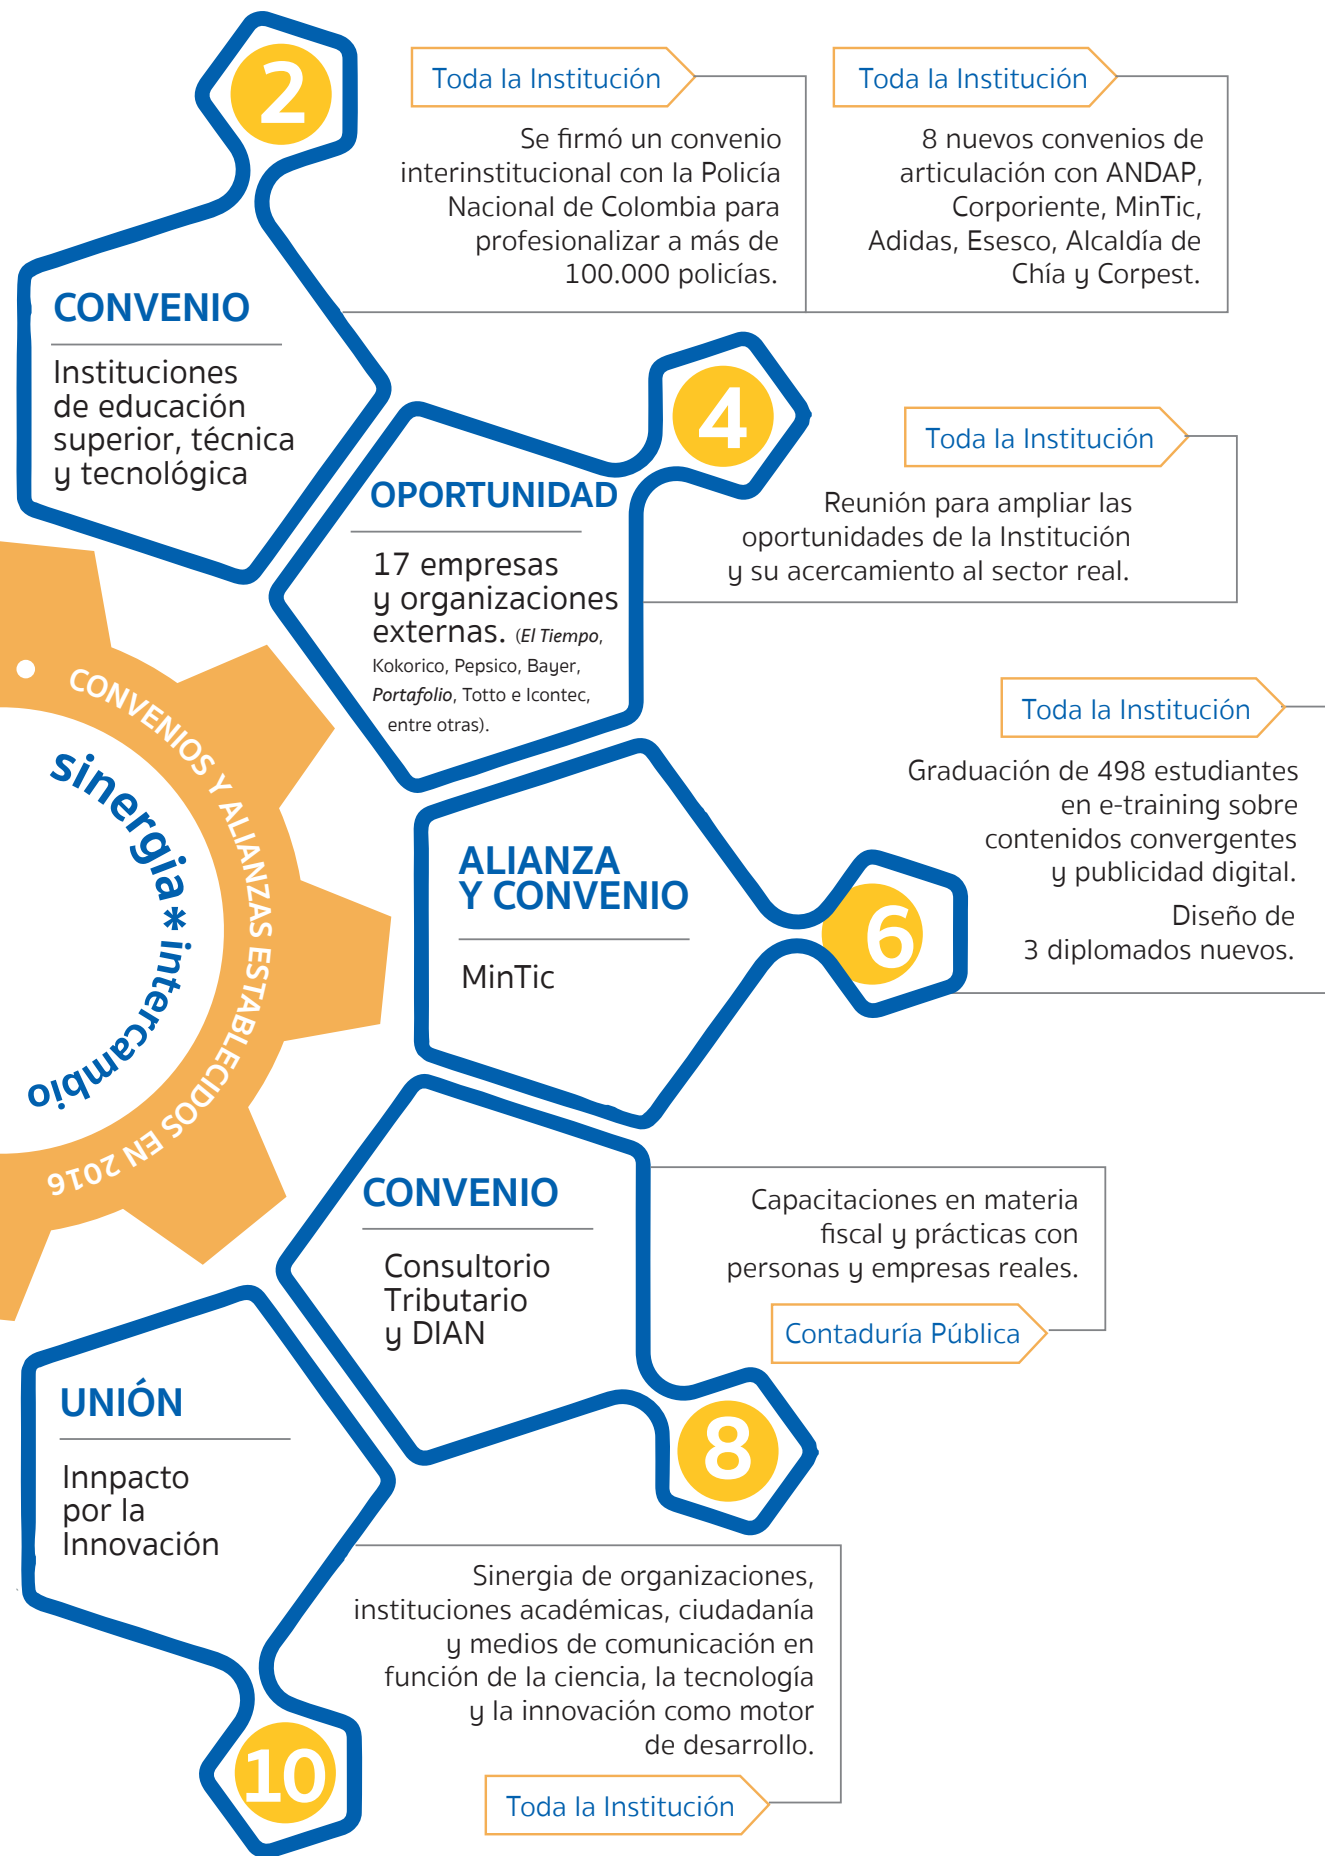 2
Toda la Institución
Se firmó un convenio
interinstitucional con la Policía
Nacional de Colombia para
profesionalizar a más de
100.000 policías.
Toda la Institución
8 nuevos convenios de
articulación con ANDAP,
Corporiente, MinTic,
Adidas, Esesco, Alcaldía de
Chía y Corpest.
CONVENIO
Instituciones
de educación
superior, técnica
y tecnológica
4
OPORTUNIDAD
17 empresas
y organizaciones
externas. (El Tiempo,
Kokorico, Pepsico, Bayer,
Portafolio, Totto e Icontec,
entre otras).
Toda la Institución
Reunión para ampliar las
oportunidades de la Institución
y su acercamiento al sector real.
CONVENIOS Y ALIANZAS ESTABLECIDOS EN 2016
sinergia*intercambio
ALIANZA
Y CONVENIO
MinTic
6
Toda la Institución
Graduación de 498 estudiantes
en e-training sobre
contenidos convergentes
y publicidad digital.
Diseño de
3 diplomados nuevos.
CONVENIO
Consultorio
Tributario
y DIAN
8
Capacitaciones en materia
fiscal y prácticas con
personas y empresas reales.
Contaduría Pública
UNIÓN
Innpacto
por la
Innovación
10
Sinergia de organizaciones,
instituciones académicas, ciudadanía
y medios de comunicación en
función de la ciencia, la tecnología
y la innovación como motor
de desarrollo.
Toda la Institución